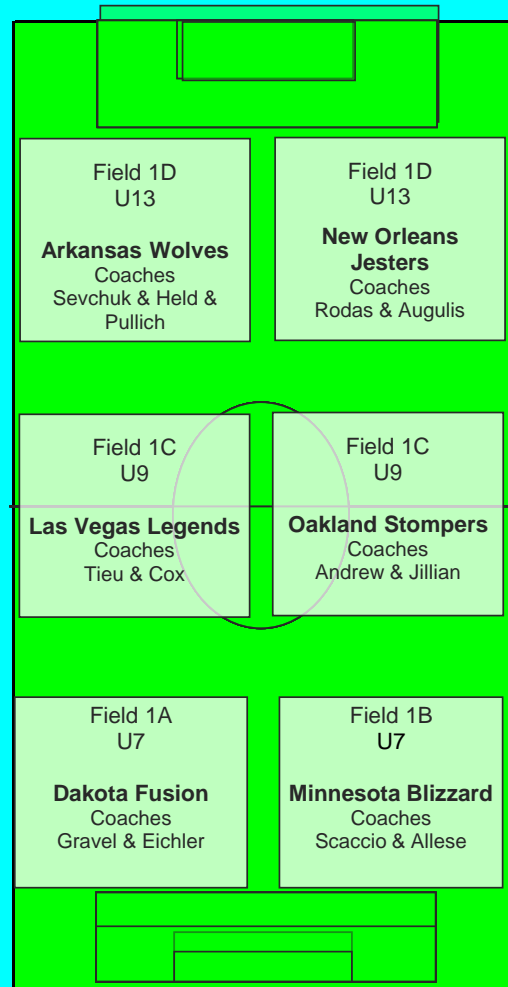 Field 1D
U13
Arkansas Wolves
Coaches
Sevchuk & Held &
Pullich
Field 1D
U13
New Orleans
Jesters
Coaches
Rodas & Augulis
Field 1C
U9
Las Vegas Legends
Coaches
Tieu & Cox
Field 1C
U9
Oakland Stompers
Coaches
Andrew & Jillian
Field 1A
U7
Dakota Fusion
Coaches
Gravel & Eichler
Field 1B
U7
Minnesota Blizzard
Coaches
Scaccio & Allese